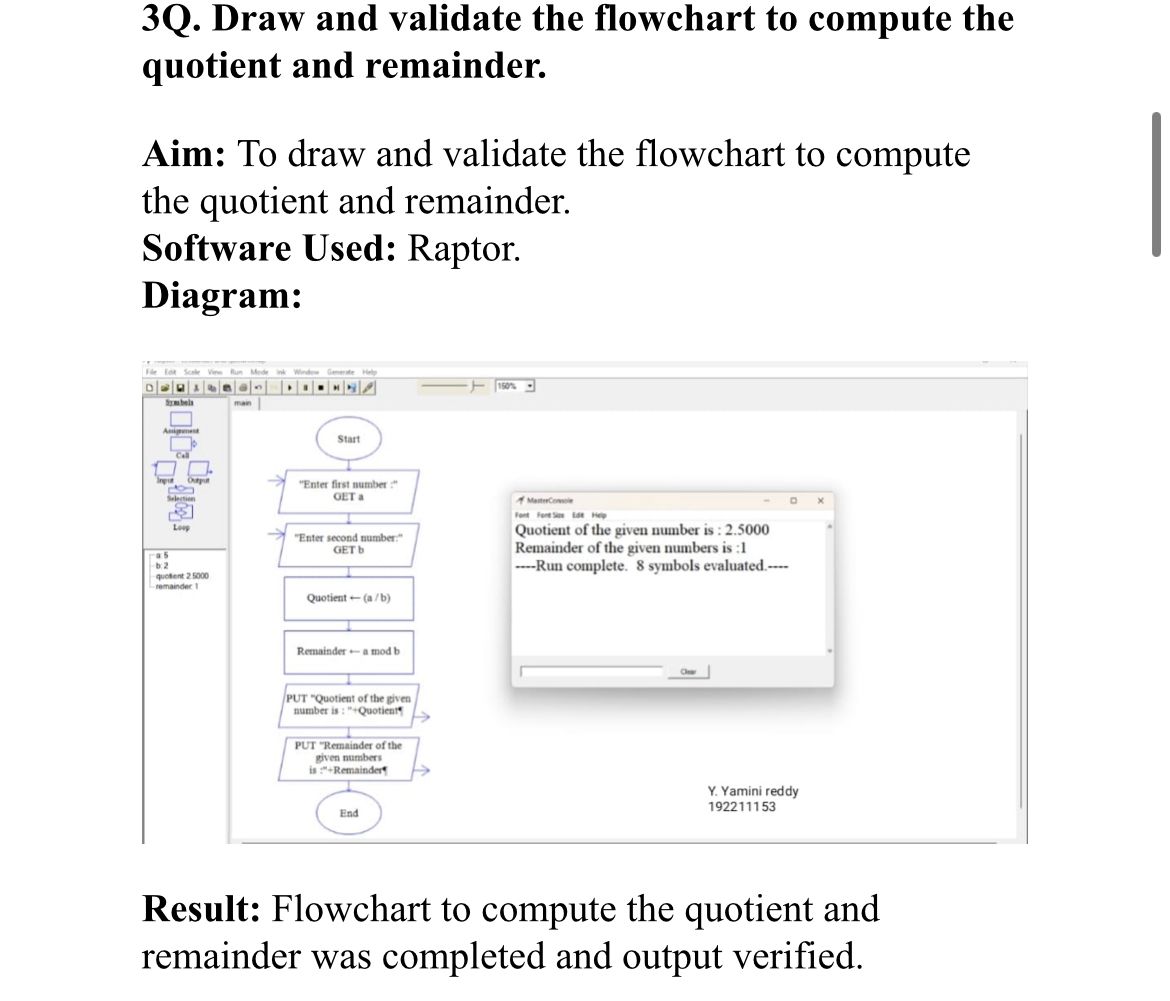 3Q. Draw and validate the flowchart to compute the
quotient and remainder.
Aim: To draw and validate the flowchart to compute
the quotient and remainder.
Software Used: Raptor.
Diagram:
File Edit Scale View Run Mode Ink Window Generate Help
150%
Symbols
main
Assignment
Call
Input Output
Selection
Loop
a: 5
b: 2
quotient: 2.5000
remainder: 1
Start
"Enter first number :"
GET a
"Enter second number:"
GET b
Quotient ← (a / b)
Remainder ← a mod b
PUT "Quotient of the given
number is : "+Quotient¶
PUT "Remainder of the
given numbers
is :"+Remainder¶
End
MasterConsole
Font Font Size Edit Help
Quotient of the given number is : 2.5000
Remainder of the given numbers is :1
----Run complete. 8 symbols evaluated.----
Clear
Y. Yamini reddy
192211153
Result: Flowchart to compute the quotient and
remainder was completed and output verified.